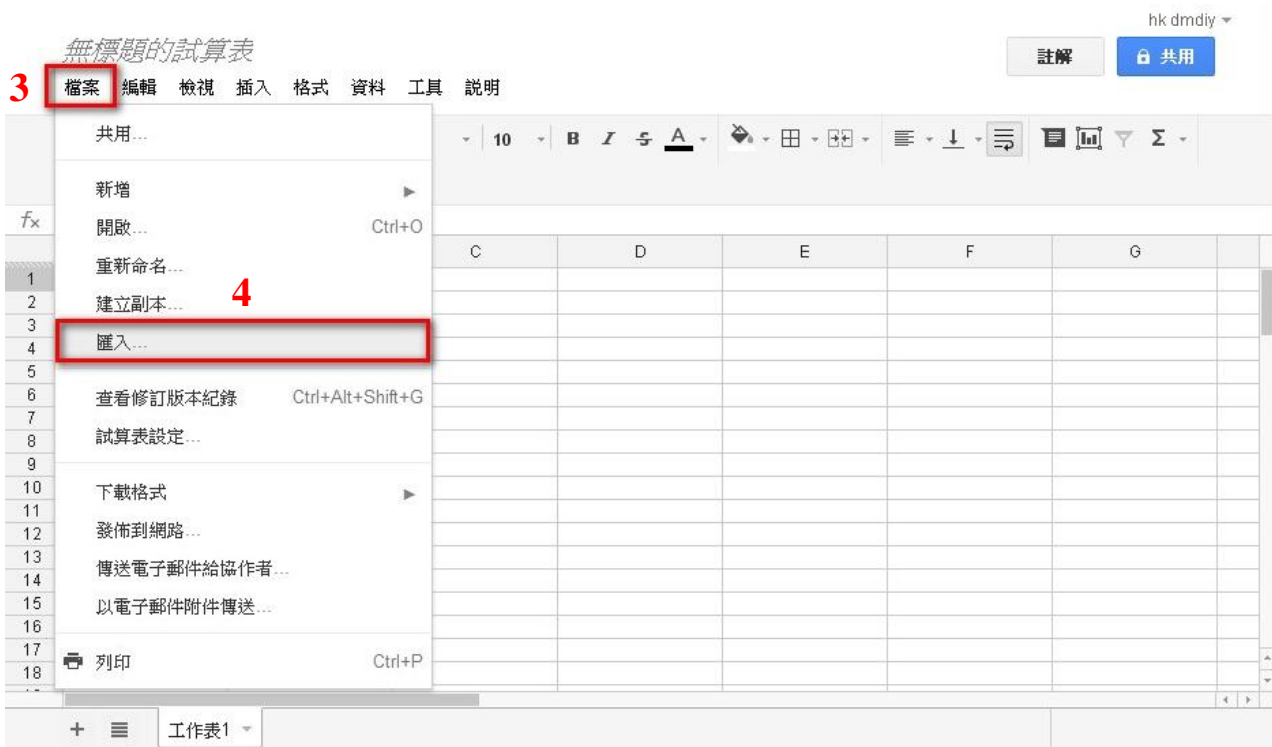 hk dmdiy
無標題的試算表
註解 共用
3 檔案 編輯 檢視 插入 格式 資料 工具 說明
共用...
10 B I S A Σ
新增
fx
開啟... Ctrl+O
C D E F G
重新命名...
建立副本...
4
匯入...
查看修訂版本紀錄 Ctrl+Alt+Shift+G
試算表設定...
下載格式
發佈到網路...
傳送電子郵件給協作者...
以電子郵件附件傳送...
列印 Ctrl+P
1
2
3
4
5
6
7
8
9
10
11
12
13
14
15
16
17
18
工作表1